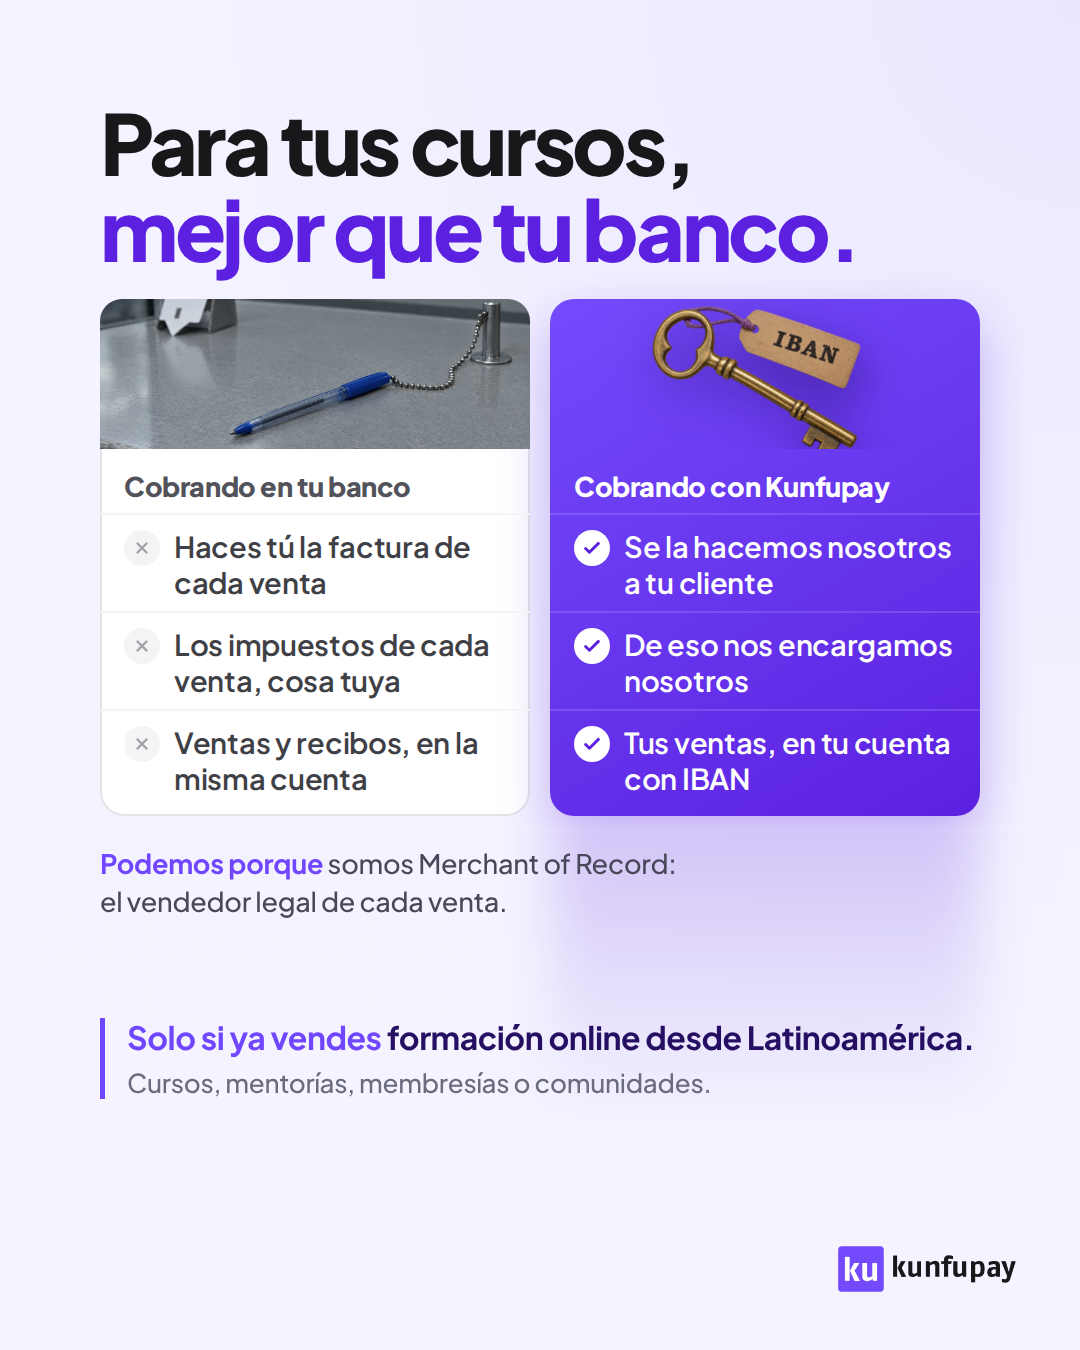 Para tus cursos,
mejor que tu banco.
IBAN
Cobrando en tu banco
Haces tú la factura de
cada venta
Los impuestos de cada
venta, cosa tuya
Ventas y recibos, en la
misma cuenta
Cobrando con Kunfupay
Se la hacemos nosotros
a tu cliente
De eso nos encargamos
nosotros
Tus ventas, en tu cuenta
con IBAN
Podemos porque somos Merchant of Record:
el vendedor legal de cada venta.
Solo si ya vendes formación online desde Latinoamérica.
Cursos, mentorías, membresías o comunidades.
ku kunfupay